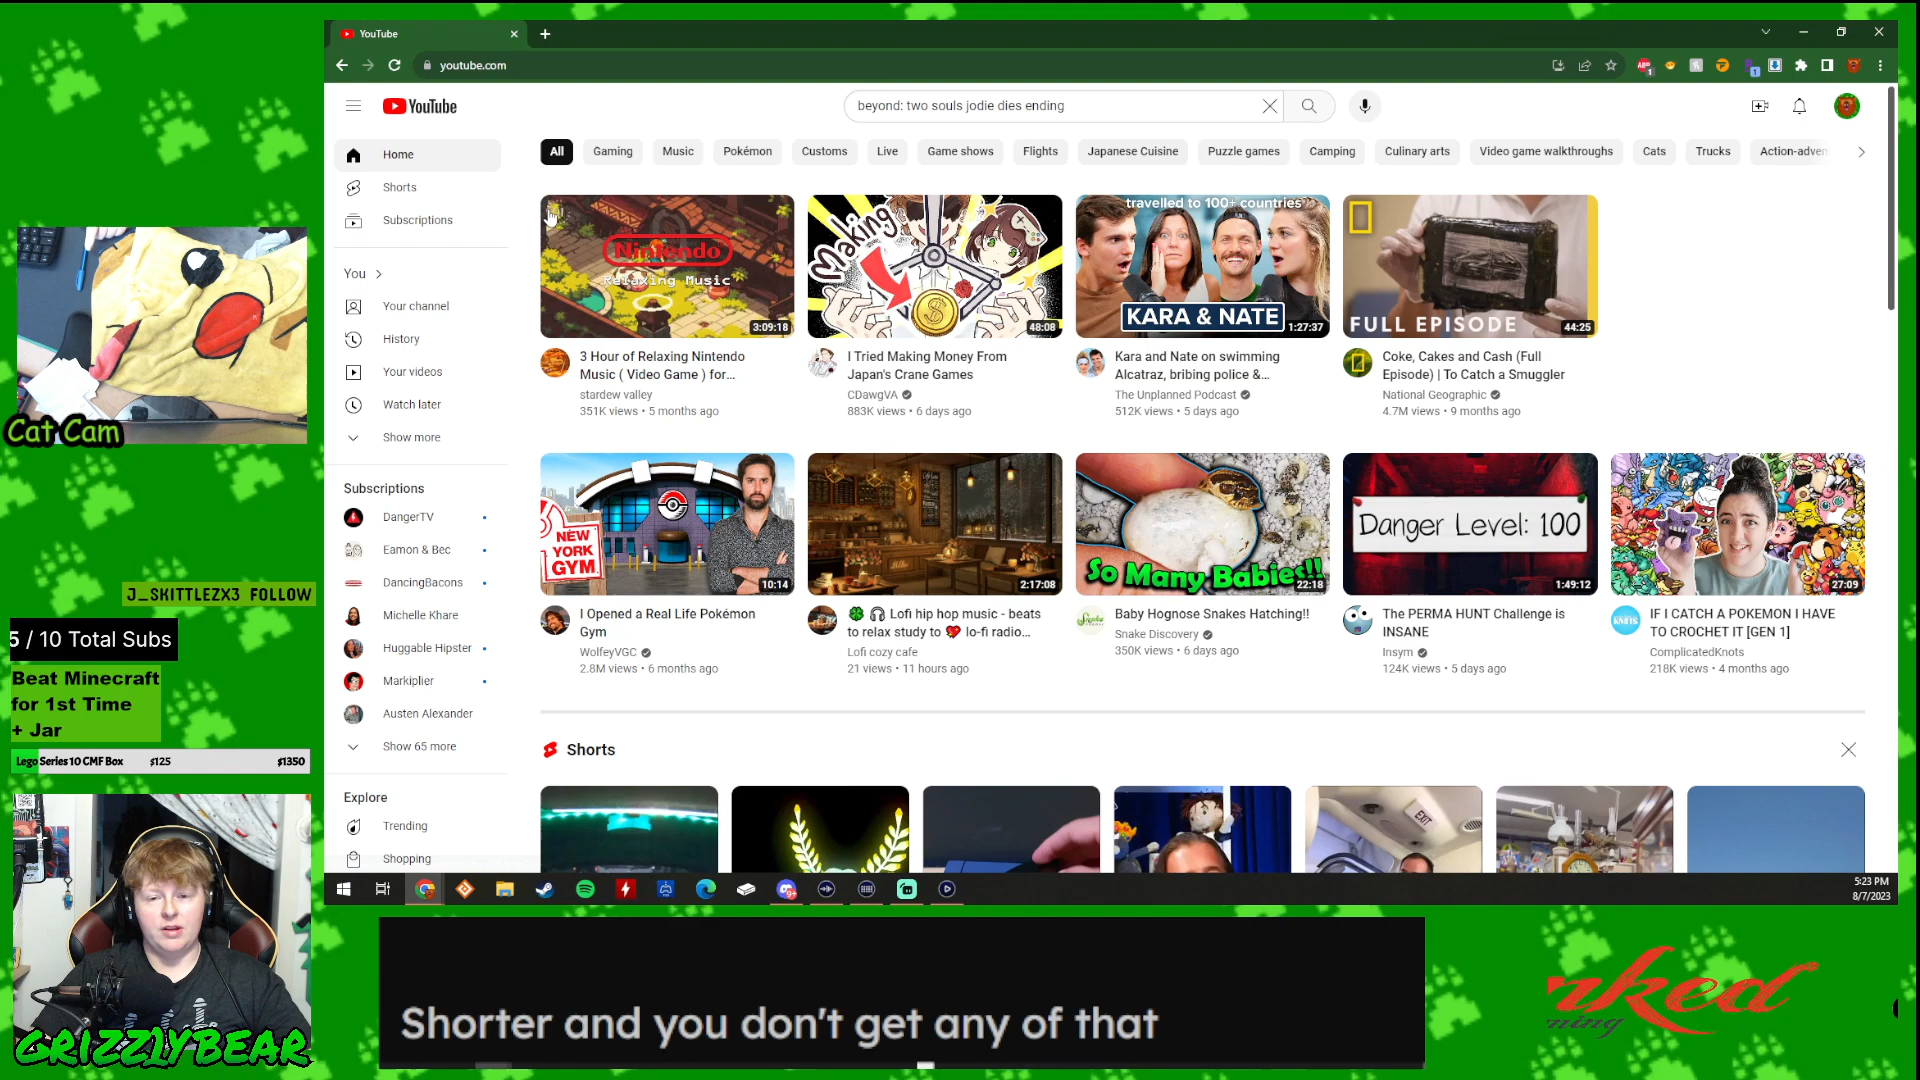 YouTube
youtube.com
YouTube
beyond: two souls jodie dies ending
All
Gaming
Music
Pokémon
Customs
Live
Game shows
Flights
Japanese Cuisine
Puzzle games
Camping
Culinary arts
Video game walkthroughs
Cats
Trucks
Action-adven
Home
Shorts
Subscriptions
You
Your channel
History
Your videos
Watch later
Show more
Subscriptions
DangerTV
Eamon & Bec
DancingBacons
Michelle Khare
Huggable Hipster
Markiplier
Austen Alexander
Show 65 more
Explore
Trending
Shopping
Nintendo
Relaxing Music
3:09:18
3 Hour of Relaxing Nintendo
Music ( Video Game ) for...
stardew valley
351K views • 5 months ago
Making
48:08
I Tried Making Money From
Japan's Crane Games
CDawgVA
883K views • 6 days ago
travelled to 100+ countries
KARA & NATE
1:27:37
Kara and Nate on swimming
Alcatraz, bribing police &...
The Unplanned Podcast
512K views • 5 days ago
FULL EPISODE
44:25
Coke, Cakes and Cash (Full
Episode) | To Catch a Smuggler
National Geographic
4.7M views • 9 months ago
NEW
YORK
GYM
10:14
I Opened a Real Life Pokémon
Gym
WolfeyVGC
2.8M views • 6 months ago
2:17:08
🍀 🎧 Lofi hip hop music - beats
to relax study to 💖 lo-fi radio...
Lofi cozy cafe
21 views • 11 hours ago
So Many Babies!!
22:18
Baby Hognose Snakes Hatching!!
Snake Discovery
350K views • 6 days ago
Danger Level: 100
1:49:12
The PERMA HUNT Challenge is
INSANE
Insym
124K views • 5 days ago
27:09
IF I CATCH A POKEMON I HAVE
TO CROCHET IT [GEN 1]
ComplicatedKnots
218K views • 4 months ago
Shorts
EXIT
5:23 PM
8/7/2023
Cat Cam
J_SKITTLEZX3 FOLLOW
5 / 10 Total Subs
Beat Minecraft
for 1st Time
+ Jar
Lego Series 10 CMF Box $125 $1350
GRIZZLYBEAR
Shorter and you don't get any of that
nked
ning